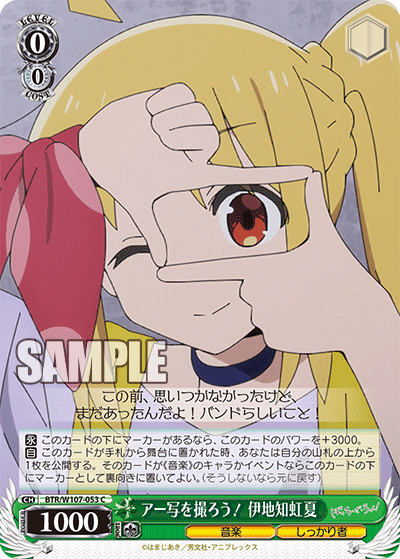 LEVEL
0
0
COST
SAMPLE
この前、思いつかなかったけど、
まだあったんだよ！バンドらしいこと！
永 このカードの下にマーカーがあるなら、このカードのパワーを＋3000。
自 このカードが手札から舞台に置かれた時、あなたは自分の山札の上から
1枚を公開する。そのカードが《音楽》のキャラかイベントならこのカードの下に
マーカーとして裏向きに置いてよい。（そうしないなら元に戻す）
CH BTR/W107-053 C
1000
アー写を撮ろう！ 伊地知虹夏
ぼっち・ざ・ろっく！
音楽
しっかり者
©はまじあき／芳文社・アニプレックス